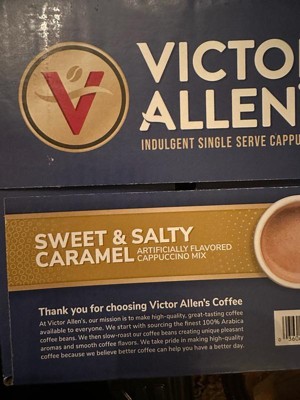 VICTO
ALLEN'
INDULGENT SINGLE SERVE CAPPU
SWEET & SALTY
CARAMEL ARTIFICIALLY FLAVORED
CAPPUCCINO MIX
Thank you for choosing Victor Allen's Coffee
At Victor Allen's, our mission is to make high-quality, great-tasting coffee
available to everyone. We start with sourcing the finest 100% Arabica
coffee beans. We then slow-roast our coffee beans creating unique pleasant
aromas and smooth coffee flavors. We take pride in making high-quality
coffee because we believe better coffee can help you have a better day.